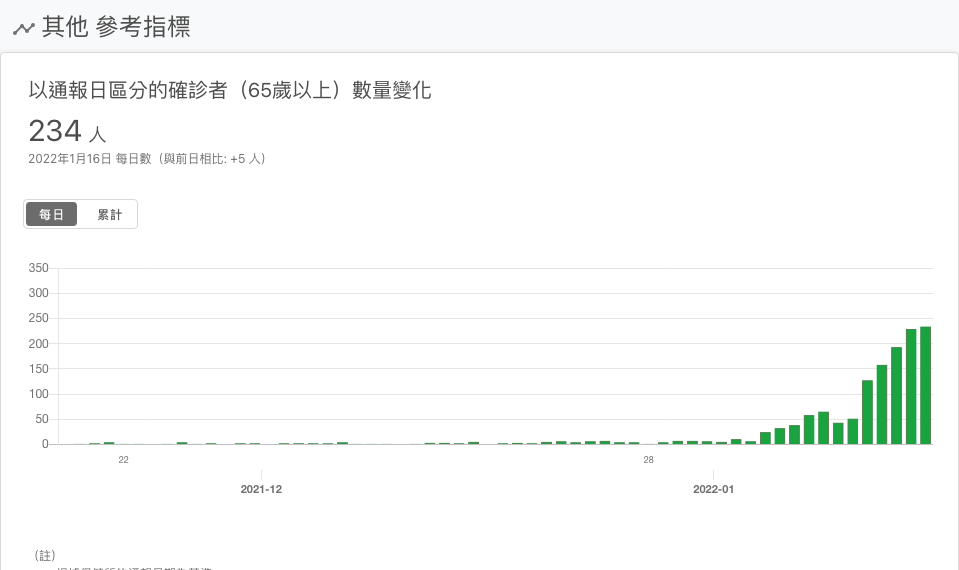 其他 參考指標
以通報日區分的確診者（65歲以上）數量變化
234 人
2022年1月16日 每日數（與前日相比: +5 人）
每日 累計
350
300
250
200
150
100
50
0
22 28
2021-12 2022-01
（註）